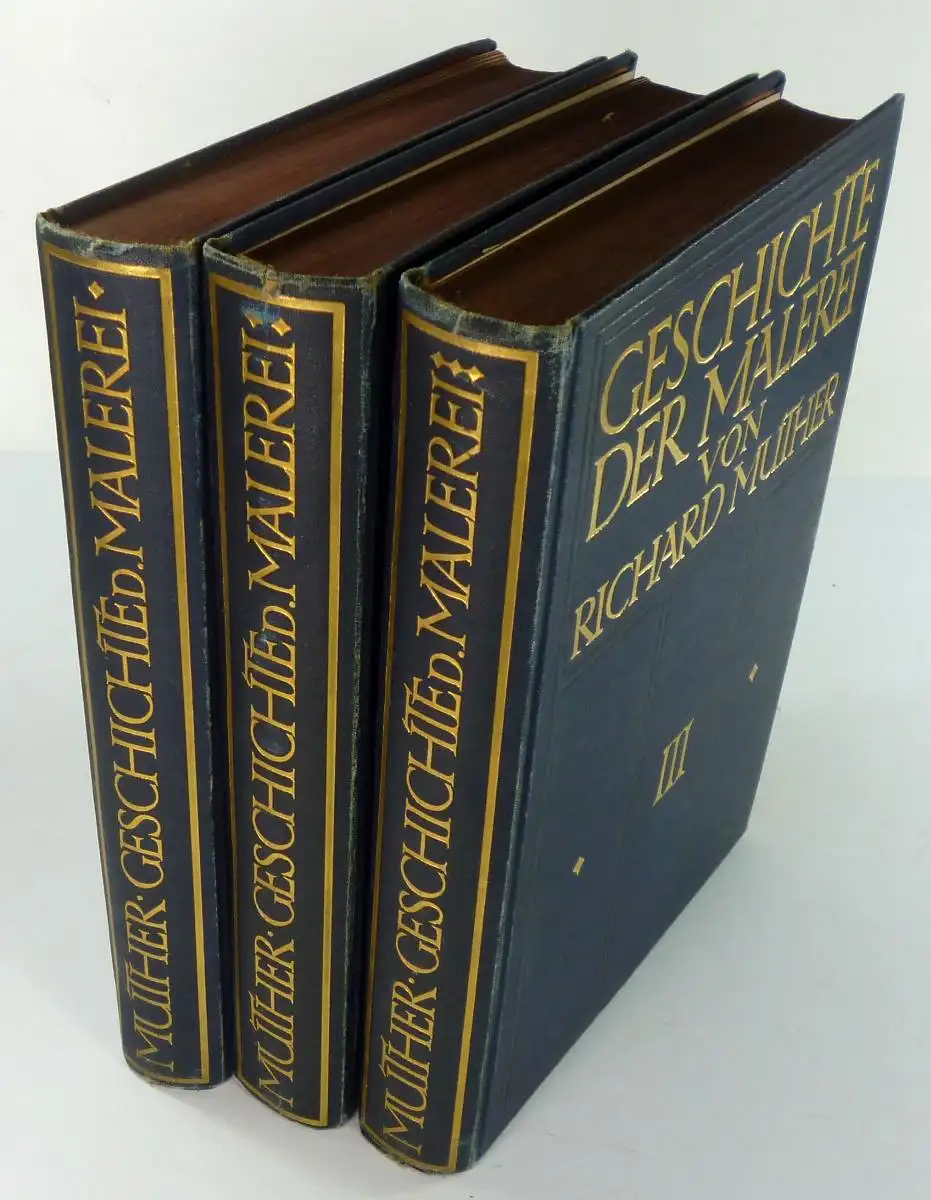 MUTHER · GESCHICHTE D. MALEREI
MUTHER · GESCHICHTE D. MALEREI
MUTHER · GESCHICHTE D. MALEREI
GESCHICHTE
DER MALEREI
VON
RICHARD MUTHER
III